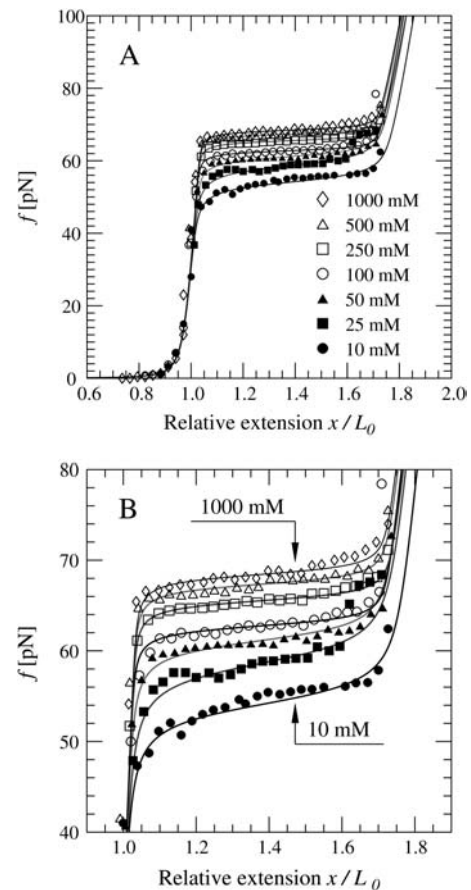 A
100
80
60
40
20
0
f [pN]
◇ 1000 mM
△ 500 mM
□ 250 mM
○ 100 mM
▲ 50 mM
■ 25 mM
● 10 mM
0.6 0.8 1.0 1.2 1.4 1.6 1.8 2.0
Relative extension x / L0
B
80
70
60
50
40
f [pN]
1000 mM
10 mM
1.0 1.2 1.4 1.6 1.8
Relative extension x / L0